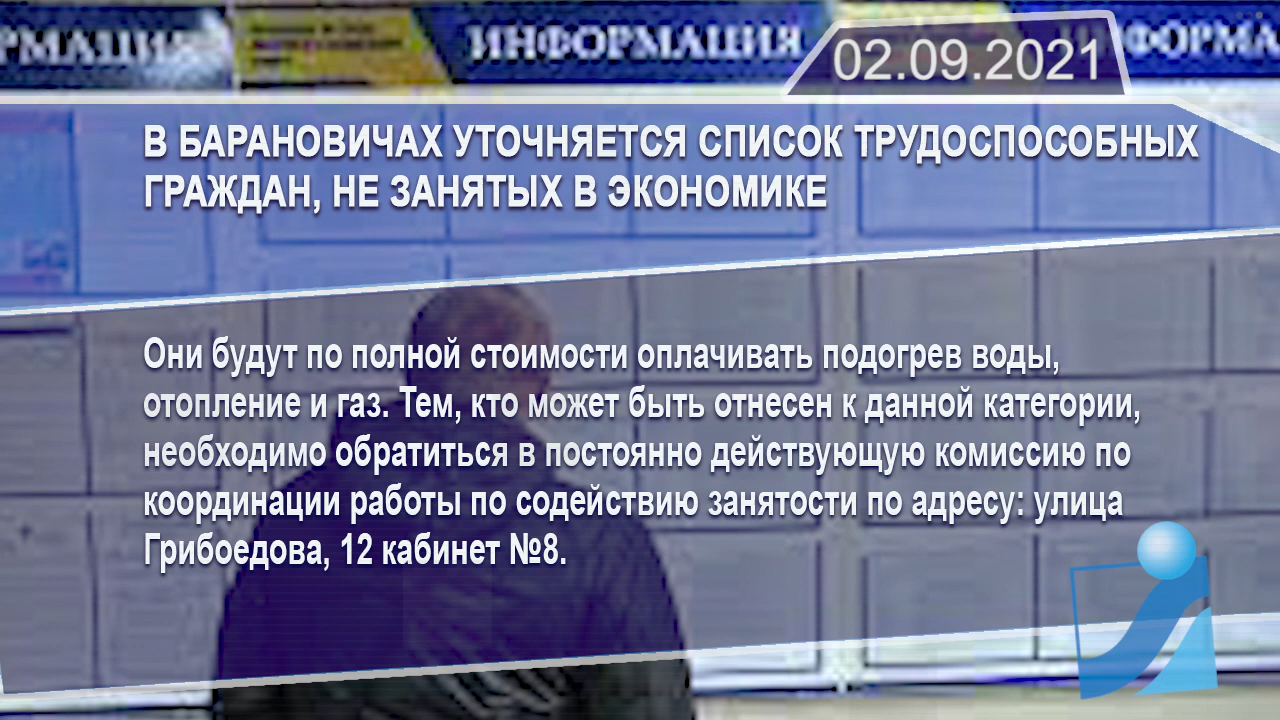 РМАЦИЯ ИНФОРМАЦИЯ ФОРМА
02.09.2021
В БАРАНОВИЧАХ УТОЧНЯЕТСЯ СПИСОК ТРУДОСПОСОБНЫХ
ГРАЖДАН, НЕ ЗАНЯТЫХ В ЭКОНОМИКЕ
Они будут по полной стоимости оплачивать подогрев воды,
отопление и газ. Тем, кто может быть отнесен к данной категории,
необходимо обратиться в постоянно действующую комиссию по
координации работы по содействию занятости по адресу: улица
Грибоедова, 12 кабинет №8.